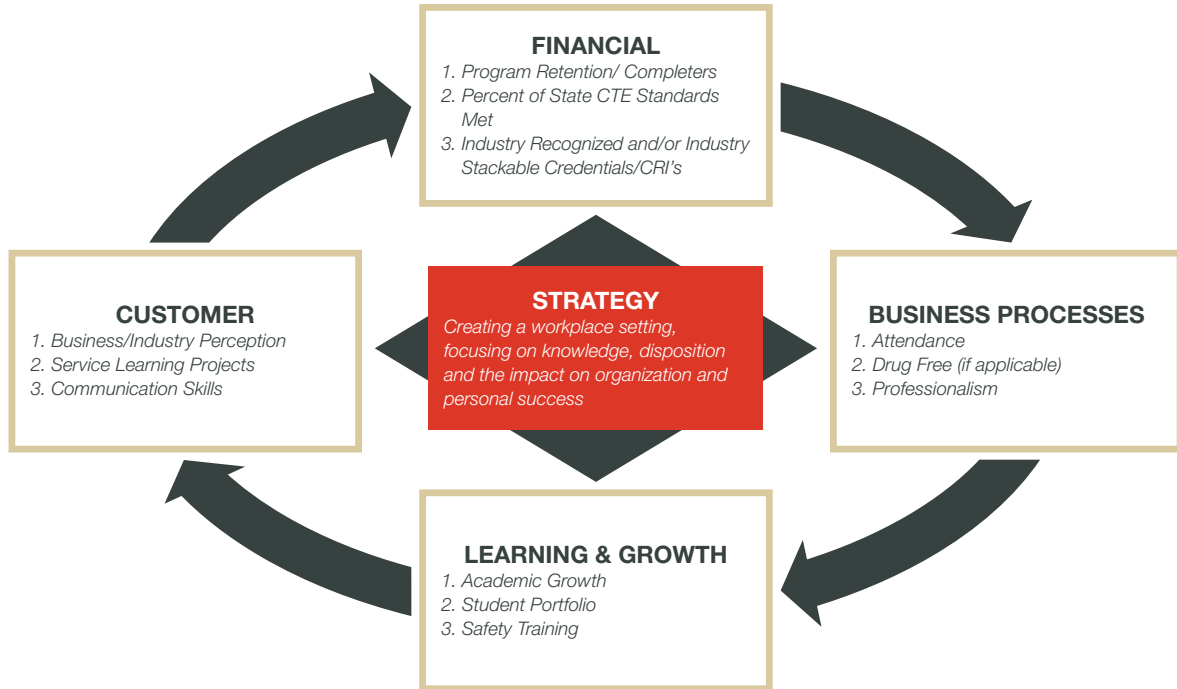 FINANCIAL
1. Program Retention/ Completers
2. Percent of State CTE Standards
Met
3. Industry Recognized and/or Industry
Stackable Credentials/CRI's
CUSTOMER
1. Business/Industry Perception
2. Service Learning Projects
3. Communication Skills
STRATEGY
Creating a workplace setting,
focusing on knowledge, disposition
and the impact on organization and
personal success
BUSINESS PROCESSES
1. Attendance
2. Drug Free (if applicable)
3. Professionalism
LEARNING & GROWTH
1. Academic Growth
2. Student Portfolio
3. Safety Training